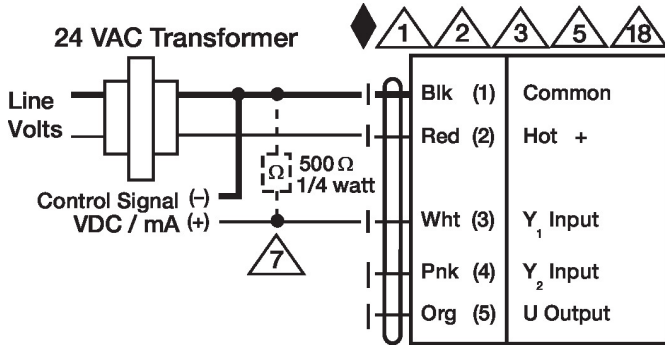 1 2 3 5 18
24 VAC Transformer
Line
Volts
Blk (1) Common
Red (2) Hot +
Ω 500 Ω
1/4 watt
Control Signal (–)
VDC / mA (+)
Wht (3) Y₁ Input
7
Pnk (4) Y₂ Input
Org (5) U Output